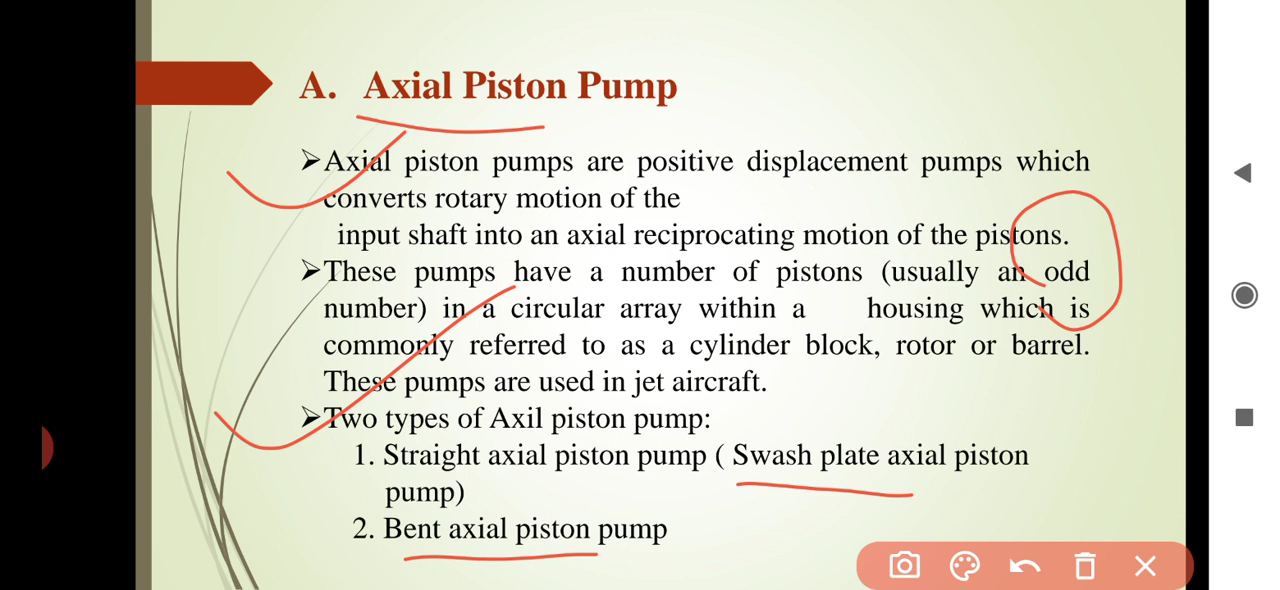 A. Axial Piston Pump
➢Axial piston pumps are positive displacement pumps which
converts rotary motion of the
input shaft into an axial reciprocating motion of the pistons.
➢These pumps have a number of pistons (usually an odd
number) in a circular array within a housing which is
commonly referred to as a cylinder block, rotor or barrel.
These pumps are used in jet aircraft.
➢Two types of Axil piston pump:
1. Straight axial piston pump ( Swash plate axial piston
pump)
2. Bent axial piston pump